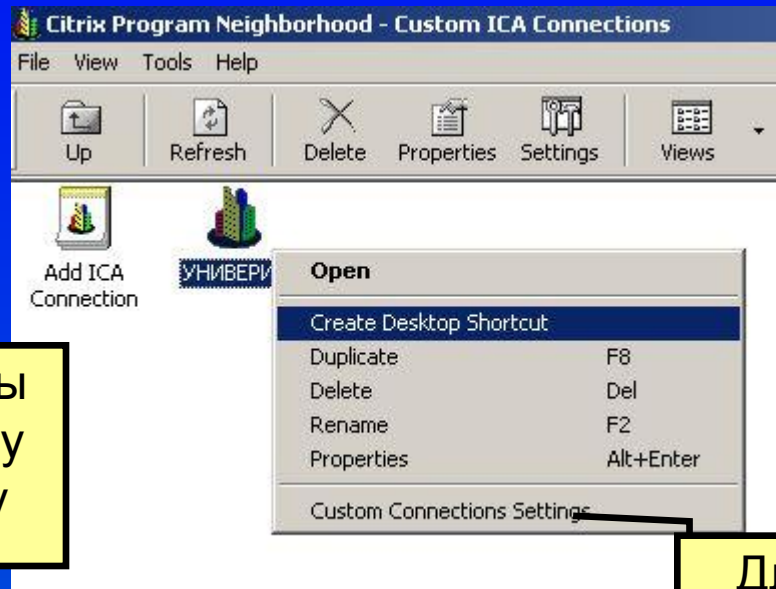 Citrix Program Neighborhood - Custom ICA Connections
File View Tools Help
Up Refresh Delete Properties Settings Views
Add ICA
Connection
УНИВЕРИ
Open
Create Desktop Shortcut
Duplicate F8
Delete Del
Rename F2
Properties Alt+Enter
Custom Connections Settings
ы
у